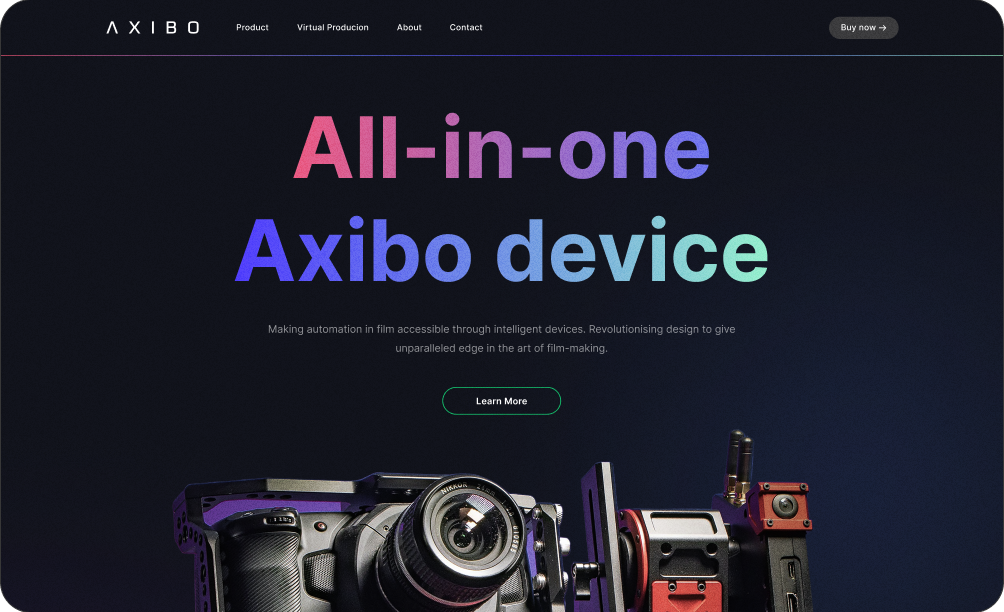 AXIBO
Product
Virtual Producion
About
Contact
Buy now →
All-in-one
Axibo device
Making automation in film accessible through intelligent devices. Revolutionising design to give
unparalleled edge in the art of film-making.
Learn More
NIKKOR